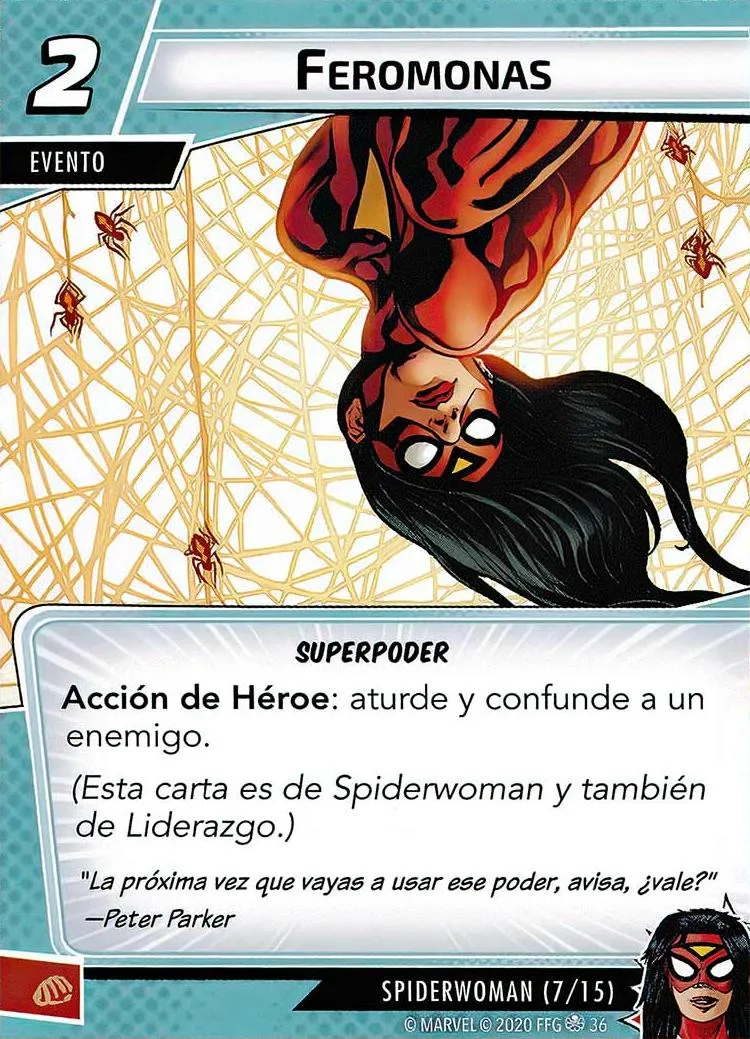 2
FEROMONAS
EVENTO
SUPERPODER
Acción de Héroe: aturde y confunde a un
enemigo.
(Esta carta es de Spiderwoman y también
de Liderazgo.)
"La próxima vez que vayas a usar ese poder, avisa, ¿vale?"
—Peter Parker
SPIDERWOMAN (7/15)
© MARVEL © 2020 FFG 36